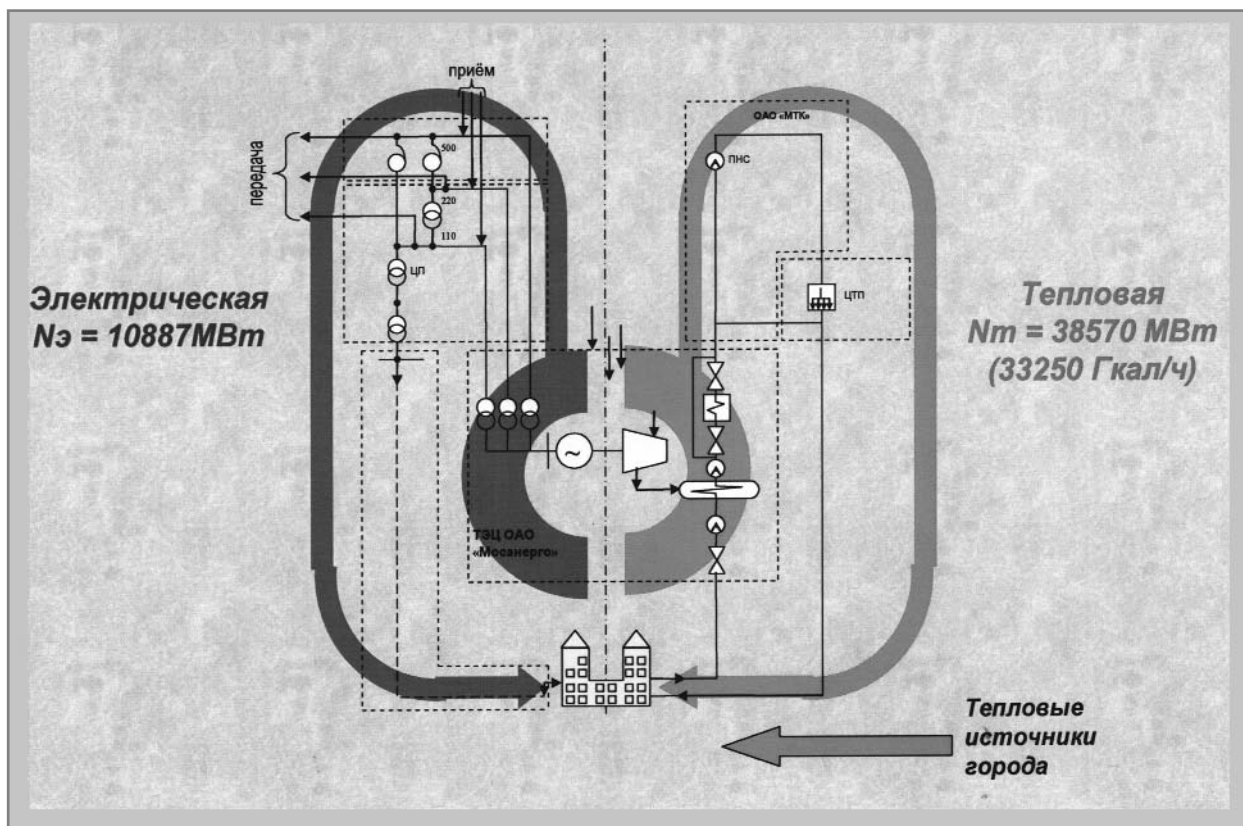 приём
ОАО «МТК»
500
ПНС
передача
220
110
ЦП
ЦТП
Электрическая
Nэ = 10887МВт
Тепловая
Nт = 38570 МВт
(33250 Гкал/ч)
~
ТЭЦ ОАО
«Мосэнерго»
Тепловые
источники
города